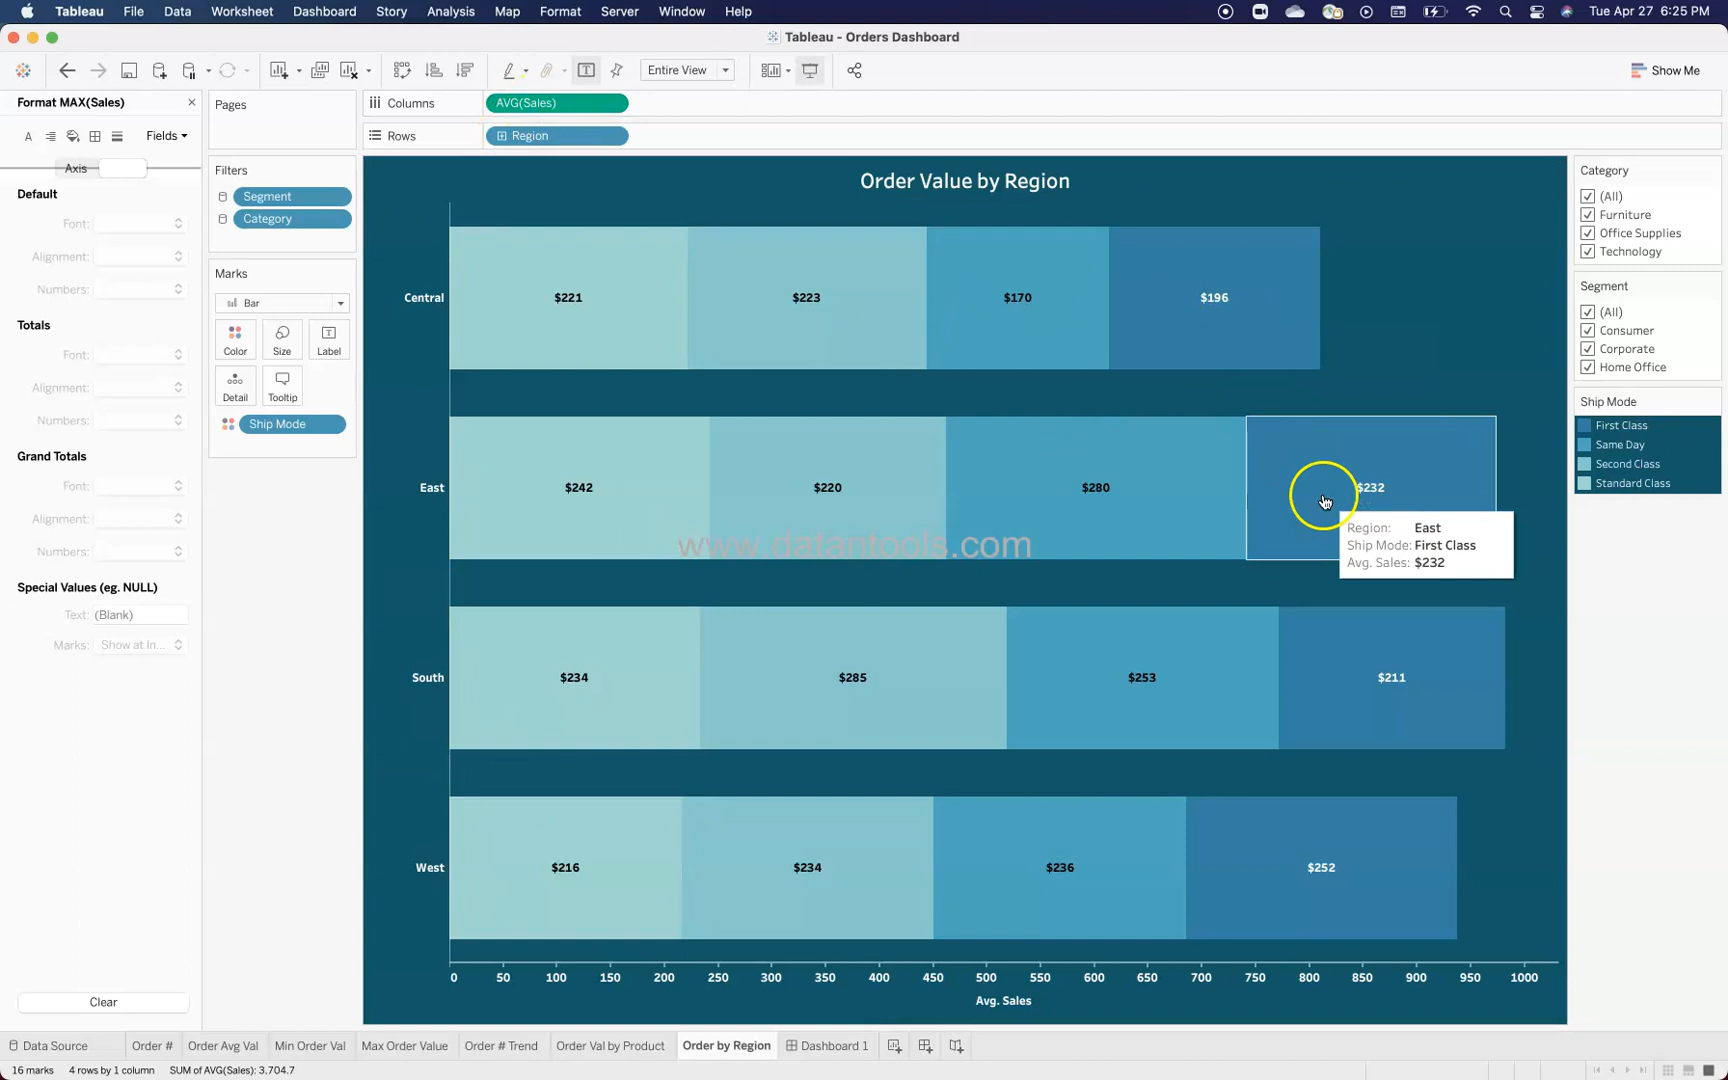 Tableau File Data Worksheet Dashboard Story Analysis Map Format Server Window Help Tue Apr 27 6:25 PM
Tableau - Orders Dashboard
Entire View
Show Me
Format MAX(Sales)
Fields
Axis
Default
Font:
Alignment:
Numbers:
Totals
Font:
Alignment:
Numbers:
Grand Totals
Font:
Alignment:
Numbers:
Special Values (eg. NULL)
Text: (Blank)
Marks: Show at In...
Clear
Pages
Filters
Segment
Category
Marks
Bar
Color Size Label
Detail Tooltip
Ship Mode
Columns AVG(Sales)
Rows Region
Order Value by Region
Central $221 $223 $170 $196
East $242 $220 $280 $232
www.datantools.com
Region: East
Ship Mode: First Class
Avg. Sales: $232
South $234 $285 $253 $211
West $216 $234 $236 $252
0 50 100 150 200 250 300 350 400 450 500 550 600 650 700 750 800 850 900 950 1000
Avg. Sales
Category
(All)
Furniture
Office Supplies
Technology
Segment
(All)
Consumer
Corporate
Home Office
Ship Mode
First Class
Same Day
Second Class
Standard Class
Data Source Order # Order Avg Val Min Order Val Max Order Value Order # Trend Order Val by Product Order by Region Dashboard 1
16 marks 4 rows by 1 column SUM of AVG(Sales): 3,704.7